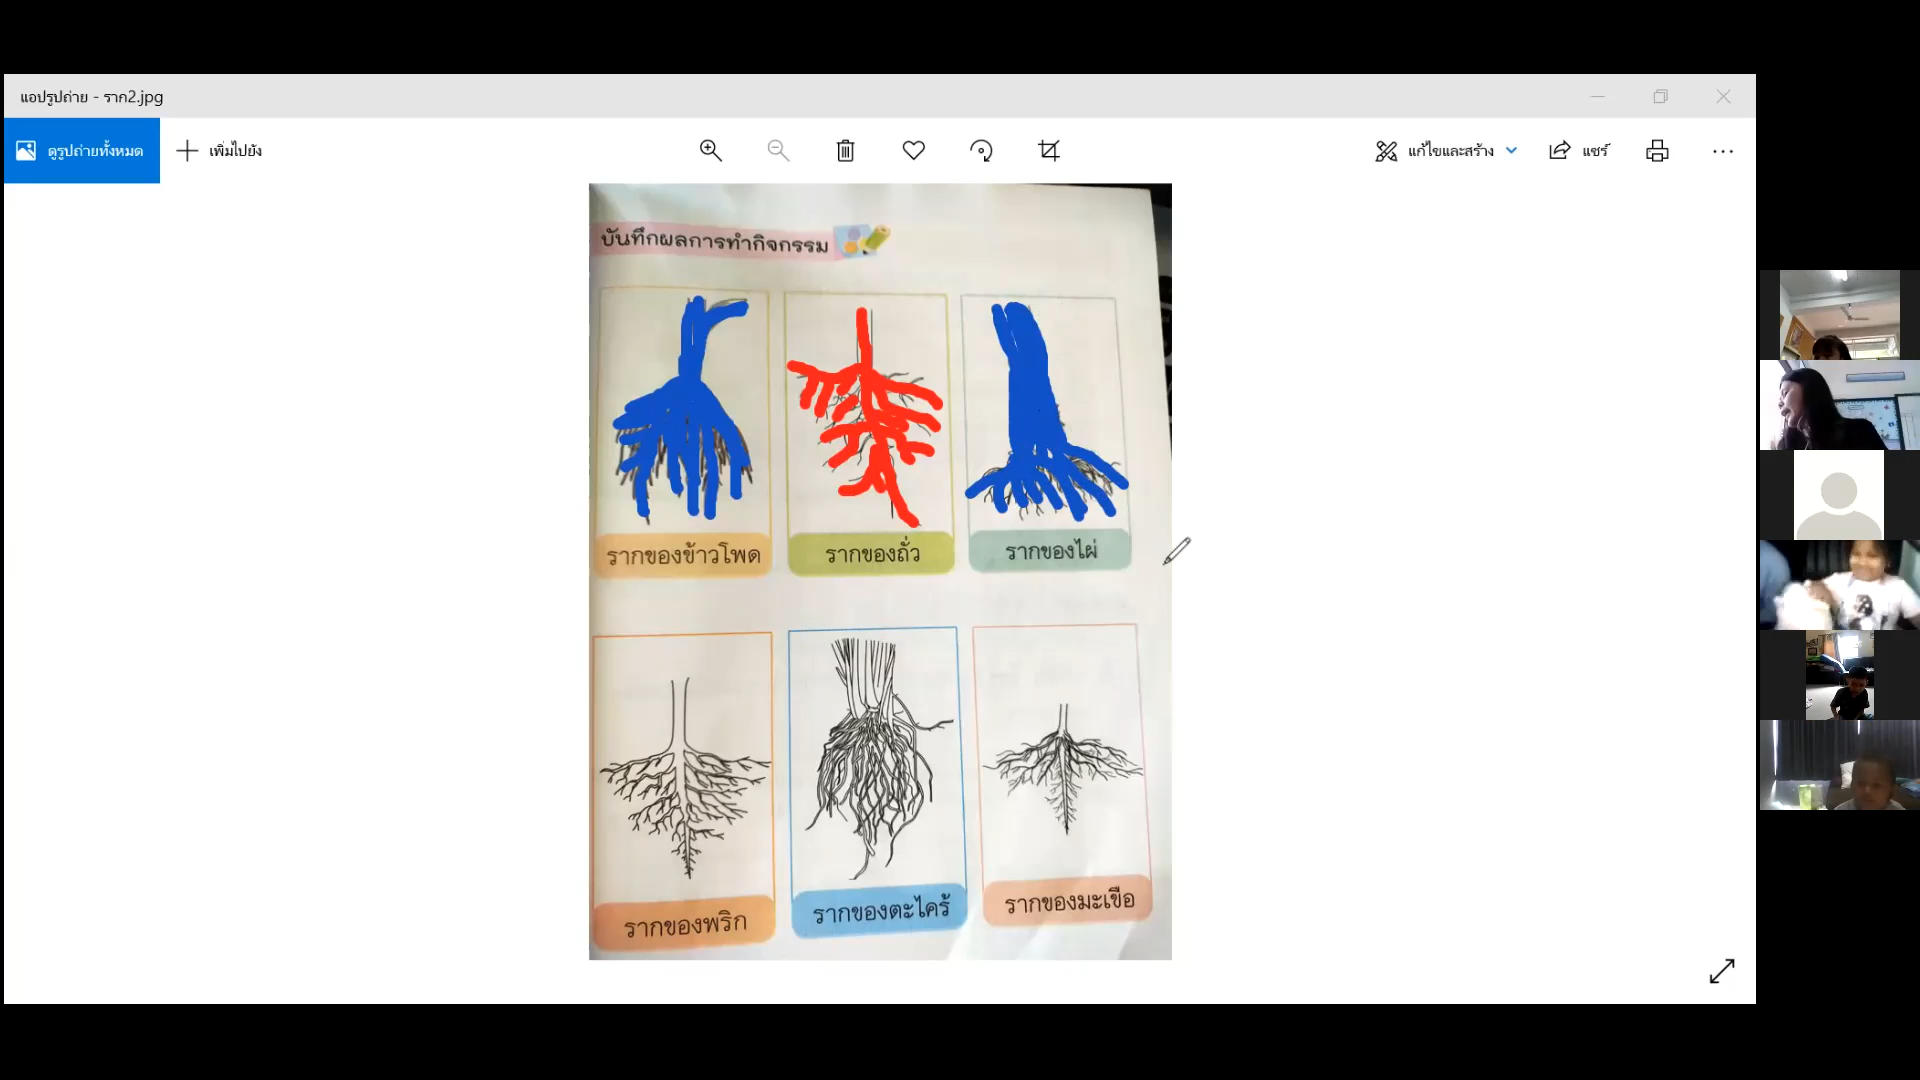 แอปรูปถ่าย - ราก2.jpg
ดูรูปถ่ายทั้งหมด
เพิ่มไปยัง
แก้ไขและสร้าง
แชร์
บันทึกผลการทำกิจกรรม
รากของข้าวโพด
รากของถั่ว
รากของไผ่
รากของพริก
รากของตะไคร้
รากของมะเขือ